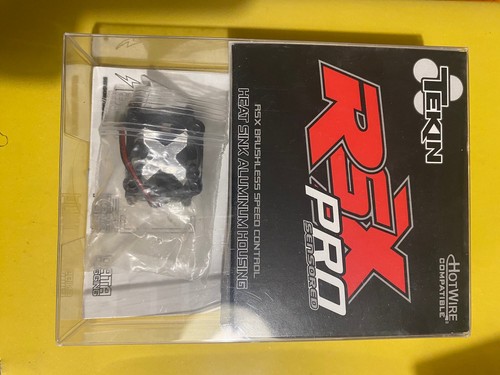 TEKIN
RSX
PRO
SENSORED
RSX BRUSHLESS SPEED CONTROL
HEAT SINK ALUMINUM HOUSING
HOTWIRE
COMPATIBLE